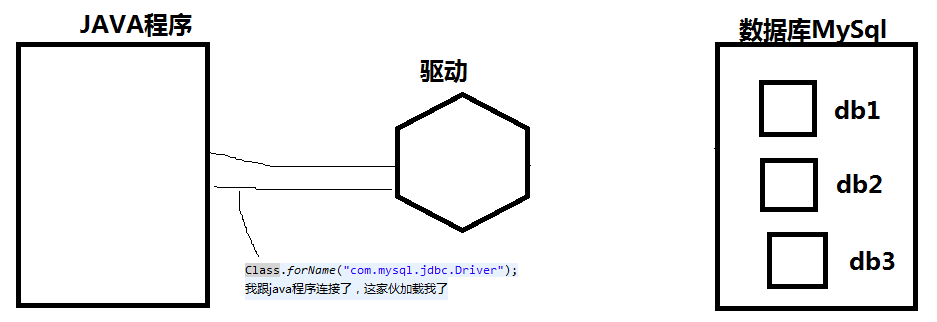 JAVA程序
驱动
数据库MySql
db1
db2
db3
Class.forName("com.mysql.jdbc.Driver");
我跟java程序连接了，这家伙加载我了